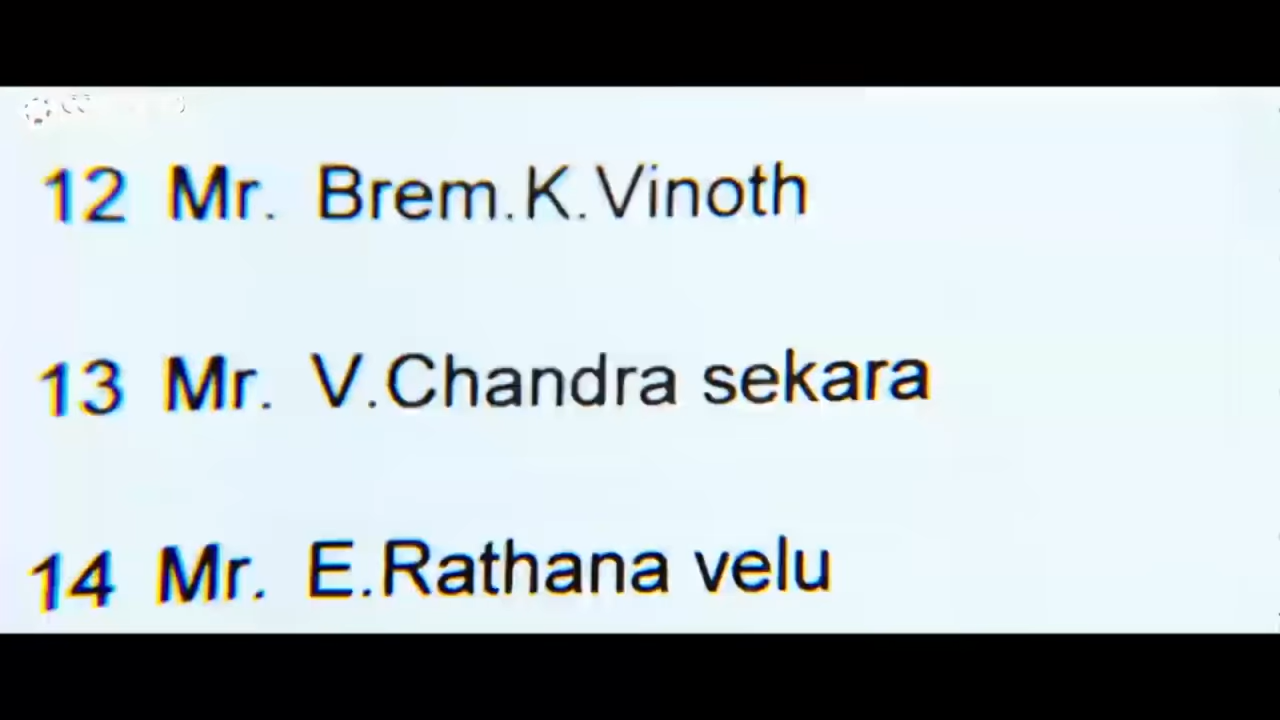 12 Mr. Brem.K.Vinoth
13 Mr. V.Chandra sekara
14 Mr. E.Rathana velu